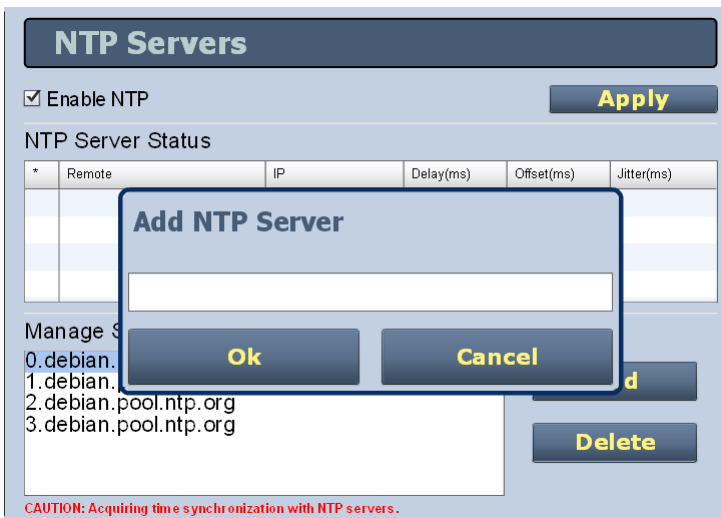 NTP Servers
Enable NTP
Apply
NTP Server Status
* Remote IP Delay(ms) Offset(ms) Jitter(ms)
Add NTP Server
Ok Cancel
Manage
0.debian.
1.debian.
2.debian.pool.ntp.org
3.debian.pool.ntp.org
Delete
CAUTION: Acquiring time synchronization with NTP servers.